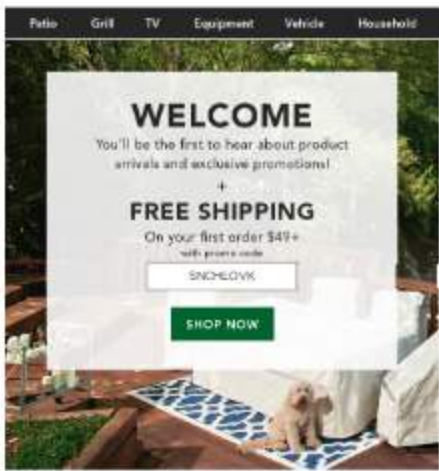 Patio Grill TV Equipment Vehicle Household
WELCOME
You'll be the first to hear about product
arrivals and exclusive promotions!
+
FREE SHIPPING
On your first order $49+
with promo code
SHOP NOW